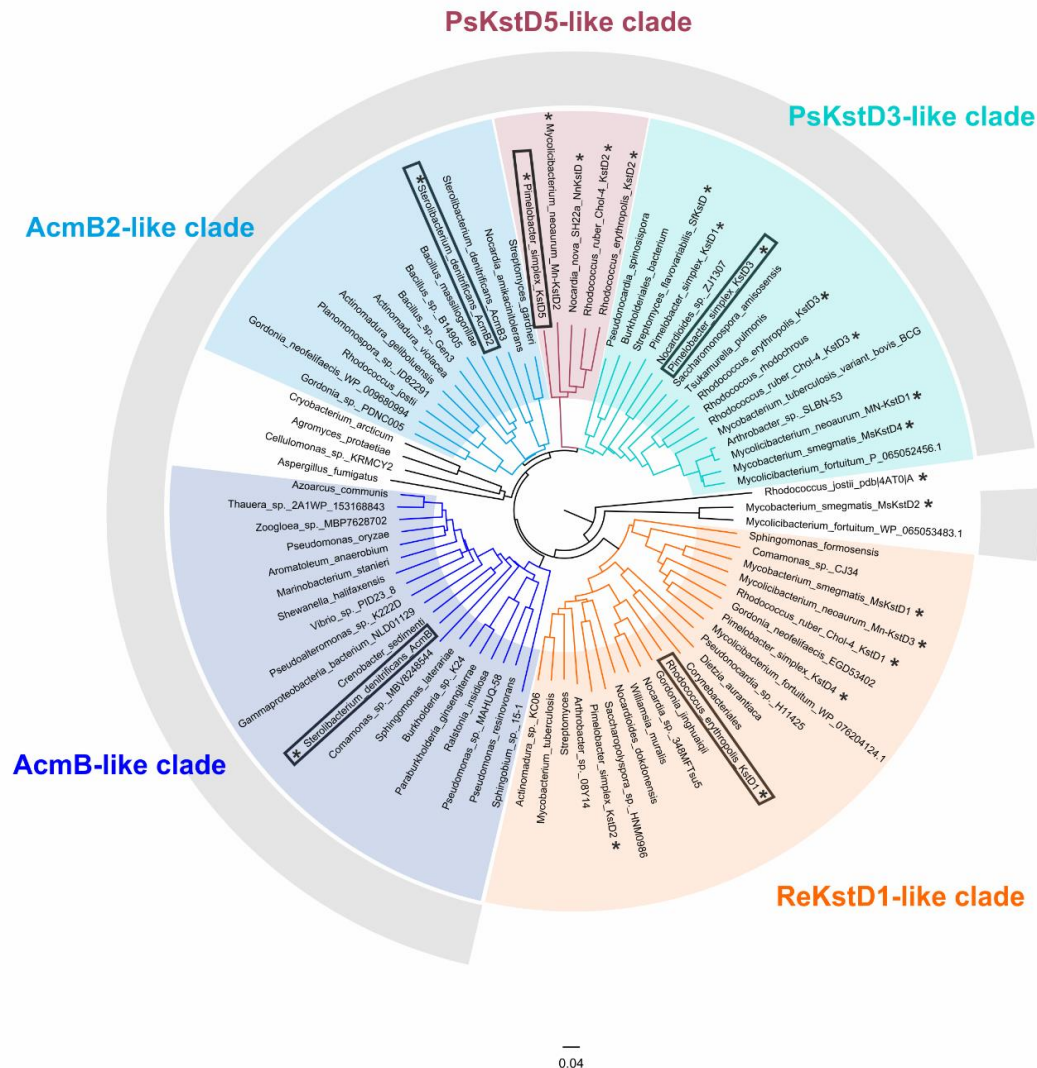 PsKstD5-like clade
PsKstD3-like clade
AcmB2-like clade
AcmB-like clade
ReKstD1-like clade
Gordonia_sp._PDNC005
Gordonia_neofelifaecis_WP_009680994
Rhodococcus_jostii
Planomonospora_sp._ID82291
Actinomadura_geliboluensis
Actinomadura_violacea
Bacillus_sp._Gen3
Bacillus_sp._B14905
Bacillus_massiliogorillae
* Sterolibacterium_denitrificans_AcmB2
Sterolibacterium_denitrificans_AcmB3
Nocardia_amikacinitolerans
Streptomyces_gardneri
* Pimelobacter_simplex_KstD5
* Mycolicibacterium_neoaurum_Mn-KstD2
Nocardia_nova_SH22a_NnKstD *
Rhodococcus_ruber_Chol-4_KstD2 *
Rhodococcus_erythropolis_KstD2 *
Pseudonocardia_spinosispora
Burkholderiales_bacterium
Streptomyces_flavovariabilis_SfKstD *
Pimelobacter_simplex_KstD1 *
Nocardioides_sp._ZJ1307
Pimelobacter_simplex_KstD3 *
Saccharomonospora_amisosensis
Tsukamurella_pulmonis
Rhodococcus_erythropolis_KstD3 *
Rhodococcus_rhodochrous
Rhodococcus_ruber_Chol-4_KstD3 *
Mycobacterium_tuberculosis_variant_bovis_BCG
Arthrobacter_sp._SLBN-53
Mycolicibacterium_neoaurum_MN-KstD1 *
Mycobacterium_smegmatis_MsKstD4 *
Mycolicibacterium_fortuitum_P_065052456.1
Rhodococcus_jostii_pdb|4AT0|A *
Mycobacterium_smegmatis_MsKstD2 *
Mycolicibacterium_fortuitum_WP_065053483.1
Sphingomonas_formosensis
Comamonas_sp._CJ34
Mycobacterium_smegmatis_MsKstD1 *
Mycolicibacterium_neoaurum_Mn-KstD3 *
Rhodococcus_ruber_Chol-4_KstD1 *
Gordonia_neofelifaecis_EGD53402
Pimelobacter_simplex_KstD4 *
Mycolicibacterium_fortuitum_WP_076204124.1
Pseudonocardia_sp._H11425
Dietzia_aurantiaca
Corynebacteriales
Rhodococcus_erythropolis_KstD1 *
Gordonia_jinghuaiqii
Nocardia_sp._348MFTsu5
Williamsia_muralis
Nocardioides_dokdonensis
Saccharopolyspora_sp._HNM0986
Pimelobacter_simplex_KstD2 *
Arthrobacter_sp._08Y14
Streptomyces
Mycobacterium_tuberculosis
Actinomadura_sp._KC06
Sphingobium_sp._15-1
Pseudomonas_resinovorans
Pseudomonas_sp._MAHUQ-58
Ralstonia_insidiosa
Paraburkholderia_ginsengiterrae
Burkholderia_sp._K24
Sphingomonas_laterariae
Comamonas_sp._MBV8248544
* Sterolibacterium_denitrificans_AcmB
Crenobacter_sedimenti
Gammaproteobacteria_bacterium_NLD01129
Pseudoalteromonas_sp._K222D
Vibrio_sp._PID23_8
Shewanella_halifaxensis
Marinobacterium_stanieri
Aromatoleum_anaerobium
Pseudomonas_oryzae
Zoogloea_sp._MBP7628702
Thauera_sp._2A1WP_153168843
Azoarcus_communis
Aspergillus_fumigatus
Cellulomonas_sp._KRMCY2
Agromyces_protaetiae
Cryobacterium_arcticum
0.04